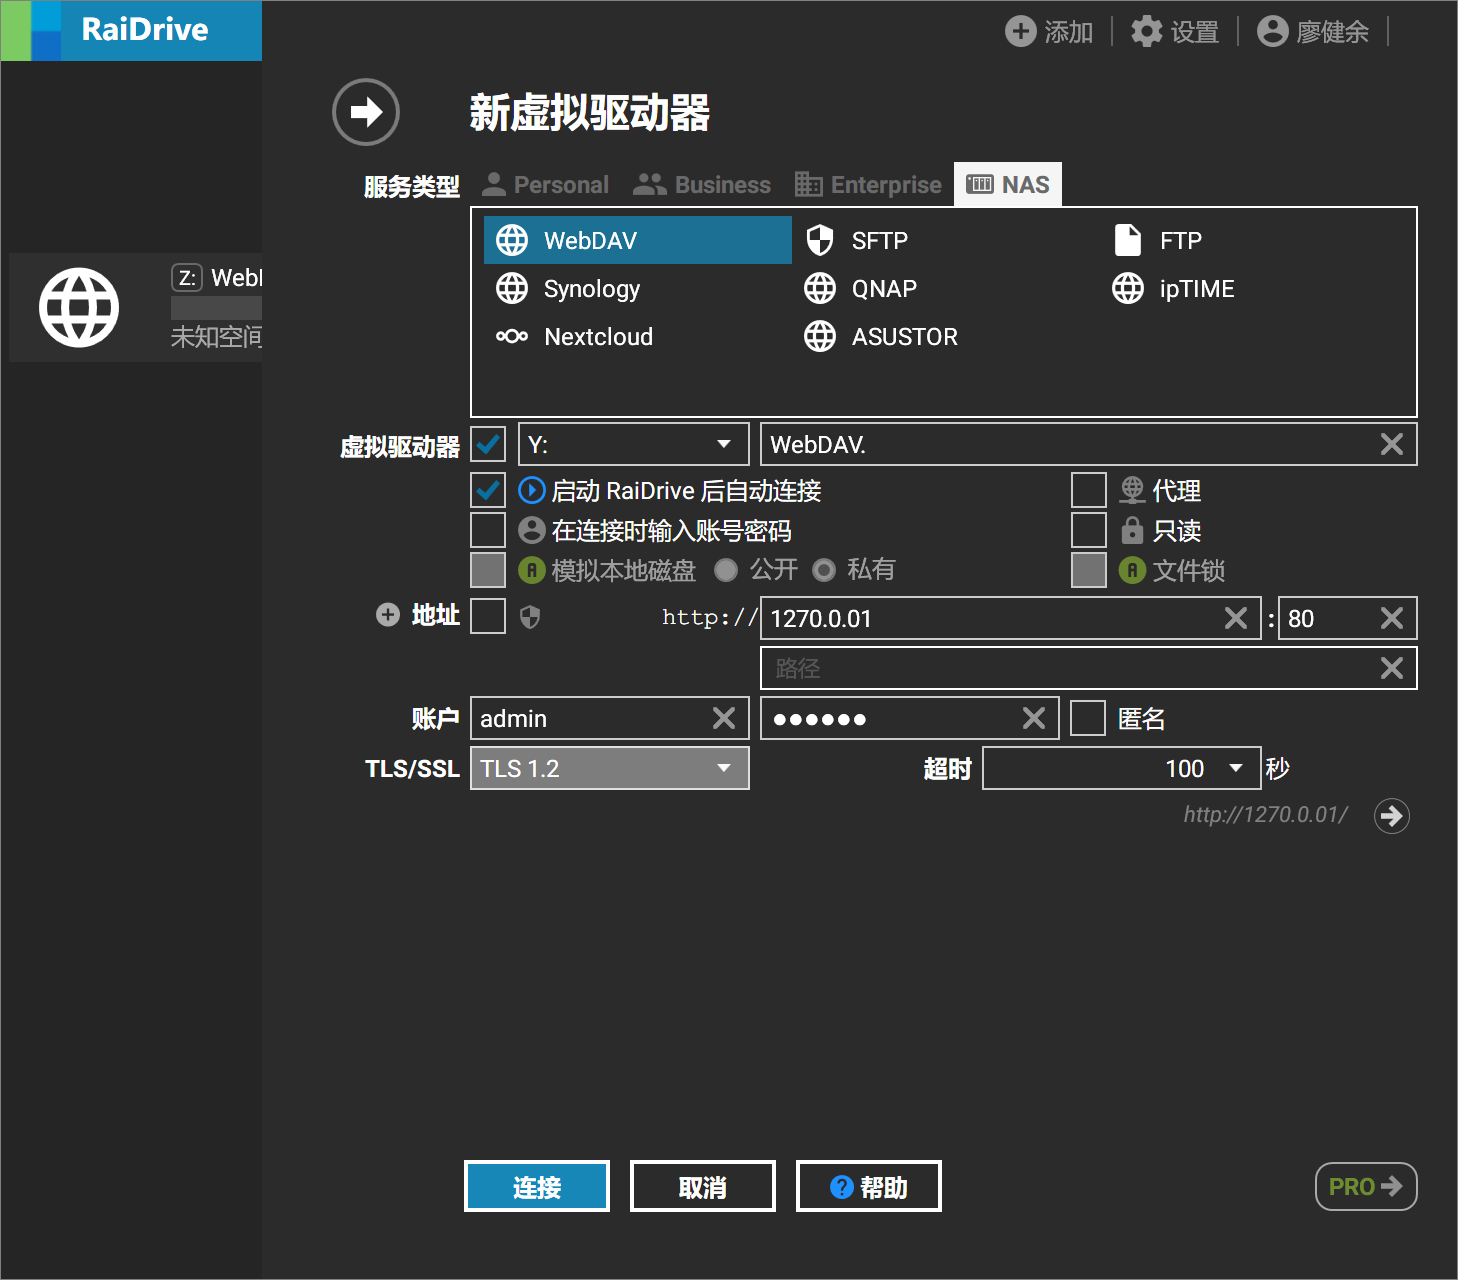 RaiDrive
添加
设置
廖健余
新虚拟驱动器
服务类型
Personal
Business
Enterprise
NAS
WebDAV
SFTP
FTP
Synology
QNAP
ipTIME
Nextcloud
ASUSTOR
Z:
未知空间
虚拟驱动器
Y:
WebDAV.
启动 RaiDrive 后自动连接
代理
在连接时输入账号密码
只读
A 模拟本地磁盘
公开
私有
A 文件锁
地址
http://
1270.0.01
:
80
路径
账户
admin
●●●●●●
匿名
TLS/SSL
TLS 1.2
超时
100
秒
http://1270.0.01/
连接
取消
? 帮助
PRO